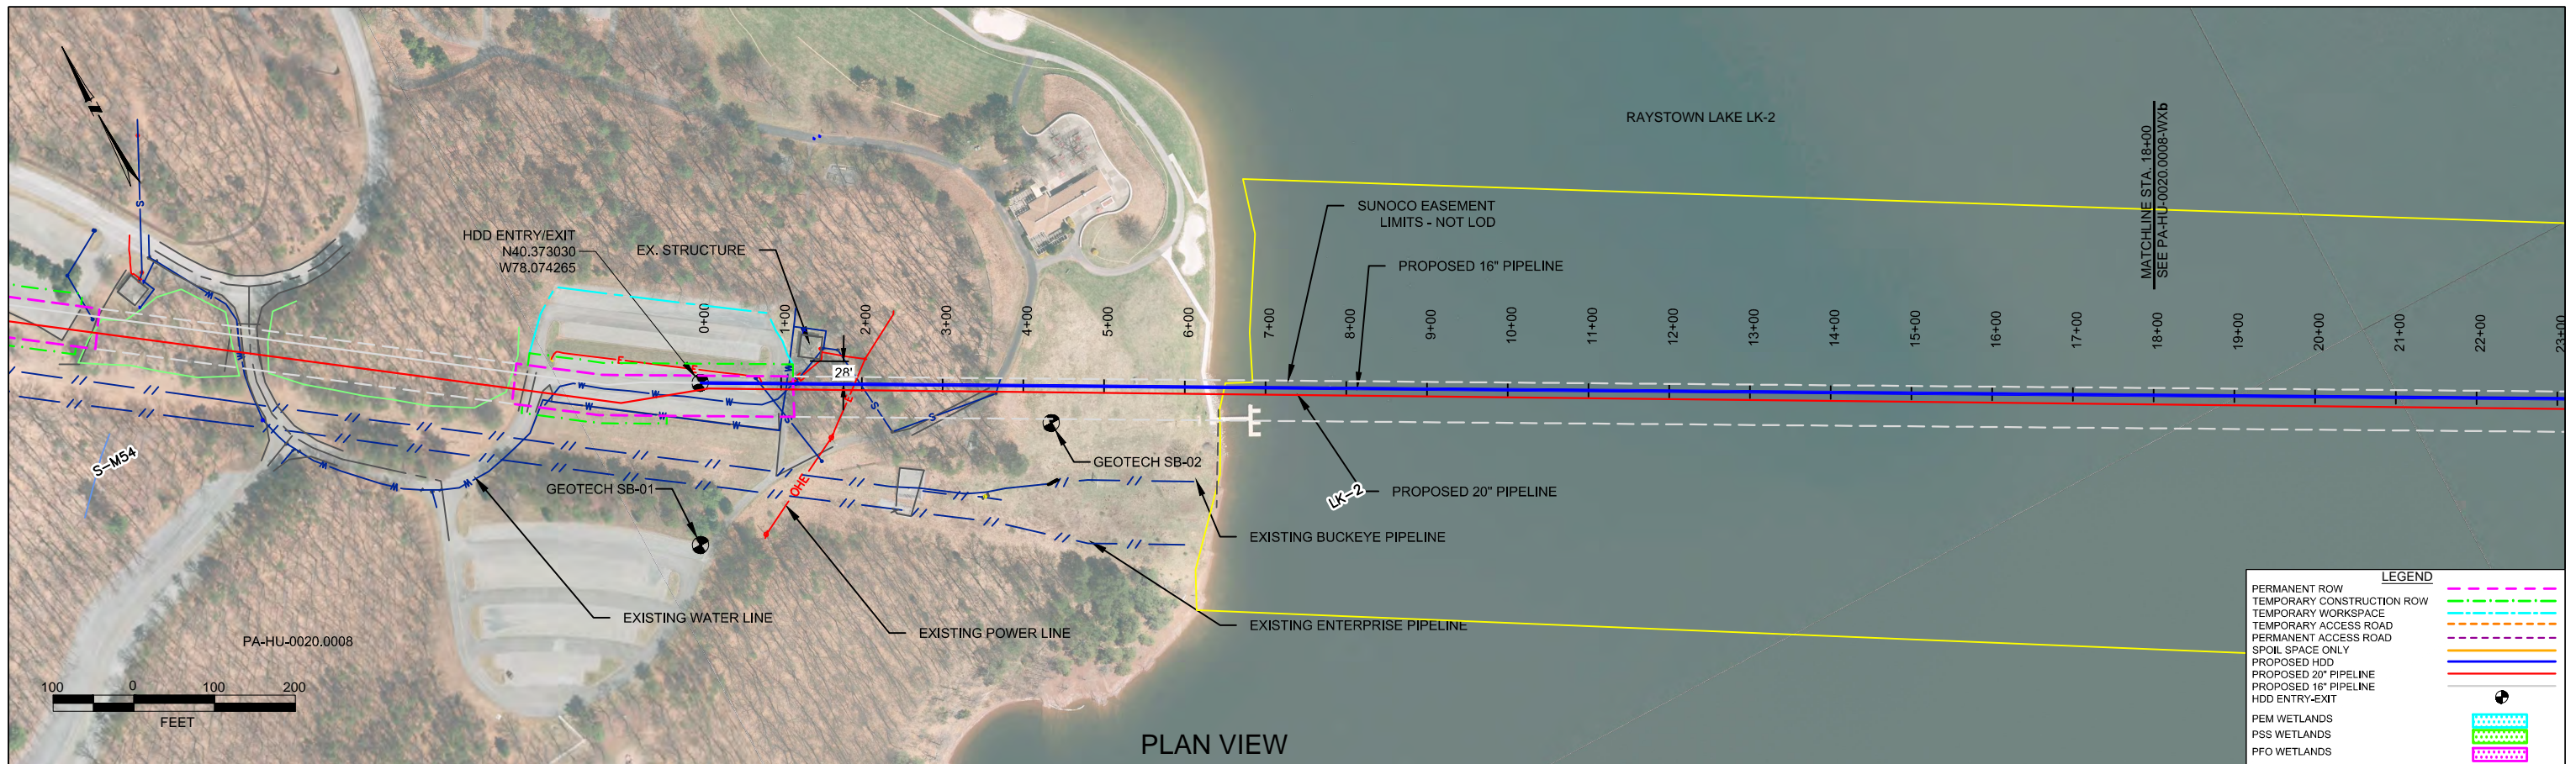 RAYSTOWN LAKE LK-2
MATCHLINE STA. 18+00
SEE PA-HU-0020.0008-WXb
SUNOCO EASEMENT
LIMITS - NOT LOD
PROPOSED 16" PIPELINE
HDD ENTRY/EXIT
N40.373030
W78.074265
EX. STRUCTURE
S
W
0+00
1+00
2+00
3+00
4+00
5+00
6+00
7+00
8+00
9+00
10+00
11+00
12+00
13+00
14+00
15+00
16+00
17+00
18+00
19+00
20+00
21+00
22+00
23+00
E
E
28'
W
W
W
W
W
W
W
W
E
S
S
S-M54
W
W
W
GEOTECH SB-02
GEOTECH SB-01
OHE
LK-2
PROPOSED 20" PIPELINE
EXISTING BUCKEYE PIPELINE
EXISTING WATER LINE
EXISTING POWER LINE
EXISTING ENTERPRISE PIPELINE
PA-HU-0020.0008
100 0 100 200
FEET
PLAN VIEW
LEGEND
PERMANENT ROW
TEMPORARY CONSTRUCTION ROW
TEMPORARY WORKSPACE
TEMPORARY ACCESS ROAD
PERMANENT ACCESS ROAD
SPOIL SPACE ONLY
PROPOSED HDD
PROPOSED 20" PIPELINE
PROPOSED 16" PIPELINE
HDD ENTRY-EXIT
PEM WETLANDS
PSS WETLANDS
PFO WETLANDS